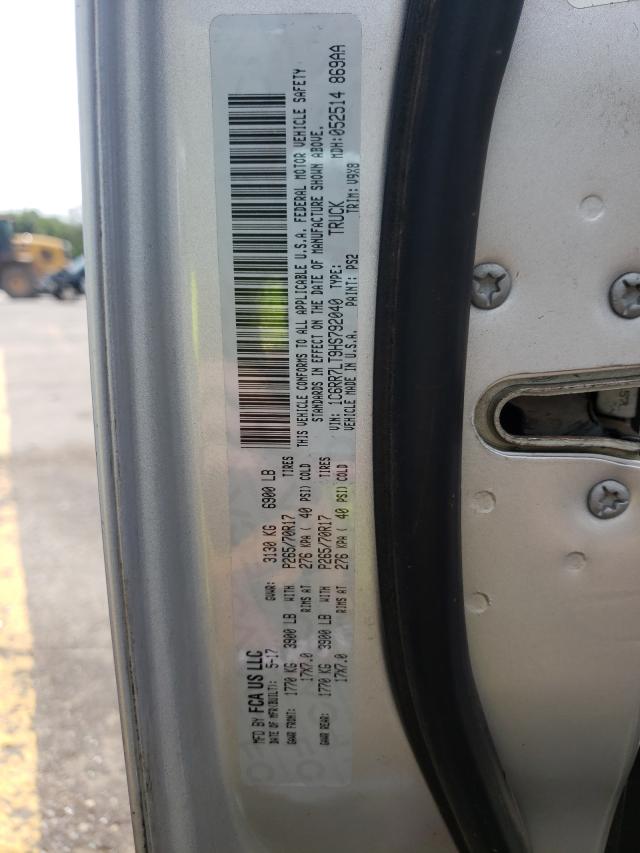 MFD BY FCA US LLC
DATE OF MFR(BUILT): 5-17 GVWR: 3130 KG 6900 LB
GAWR FRONT: 1770 KG 3900 LB WITH P265/70R17 TIRES
17X7.0 RIMS AT 276 KPA ( 40 PSI) COLD
GAWR REAR: 1770 KG 3900 LB WITH P265/70R17 TIRES
17X7.0 RIMS AT 276 KPA ( 40 PSI) COLD
THIS VEHICLE CONFORMS TO ALL APPLICABLE U.S.A. FEDERAL MOTOR VEHICLE SAFETY
STANDARDS IN EFFECT ON THE DATE OF MANUFACTURE SHOWN ABOVE.
VIN: 1C6RR7LT9HS792040 TYPE: TRUCK MDH:052514 869AA
VEHICLE MADE IN U.S.A. PAINT: PS2 TRIM: V9X8